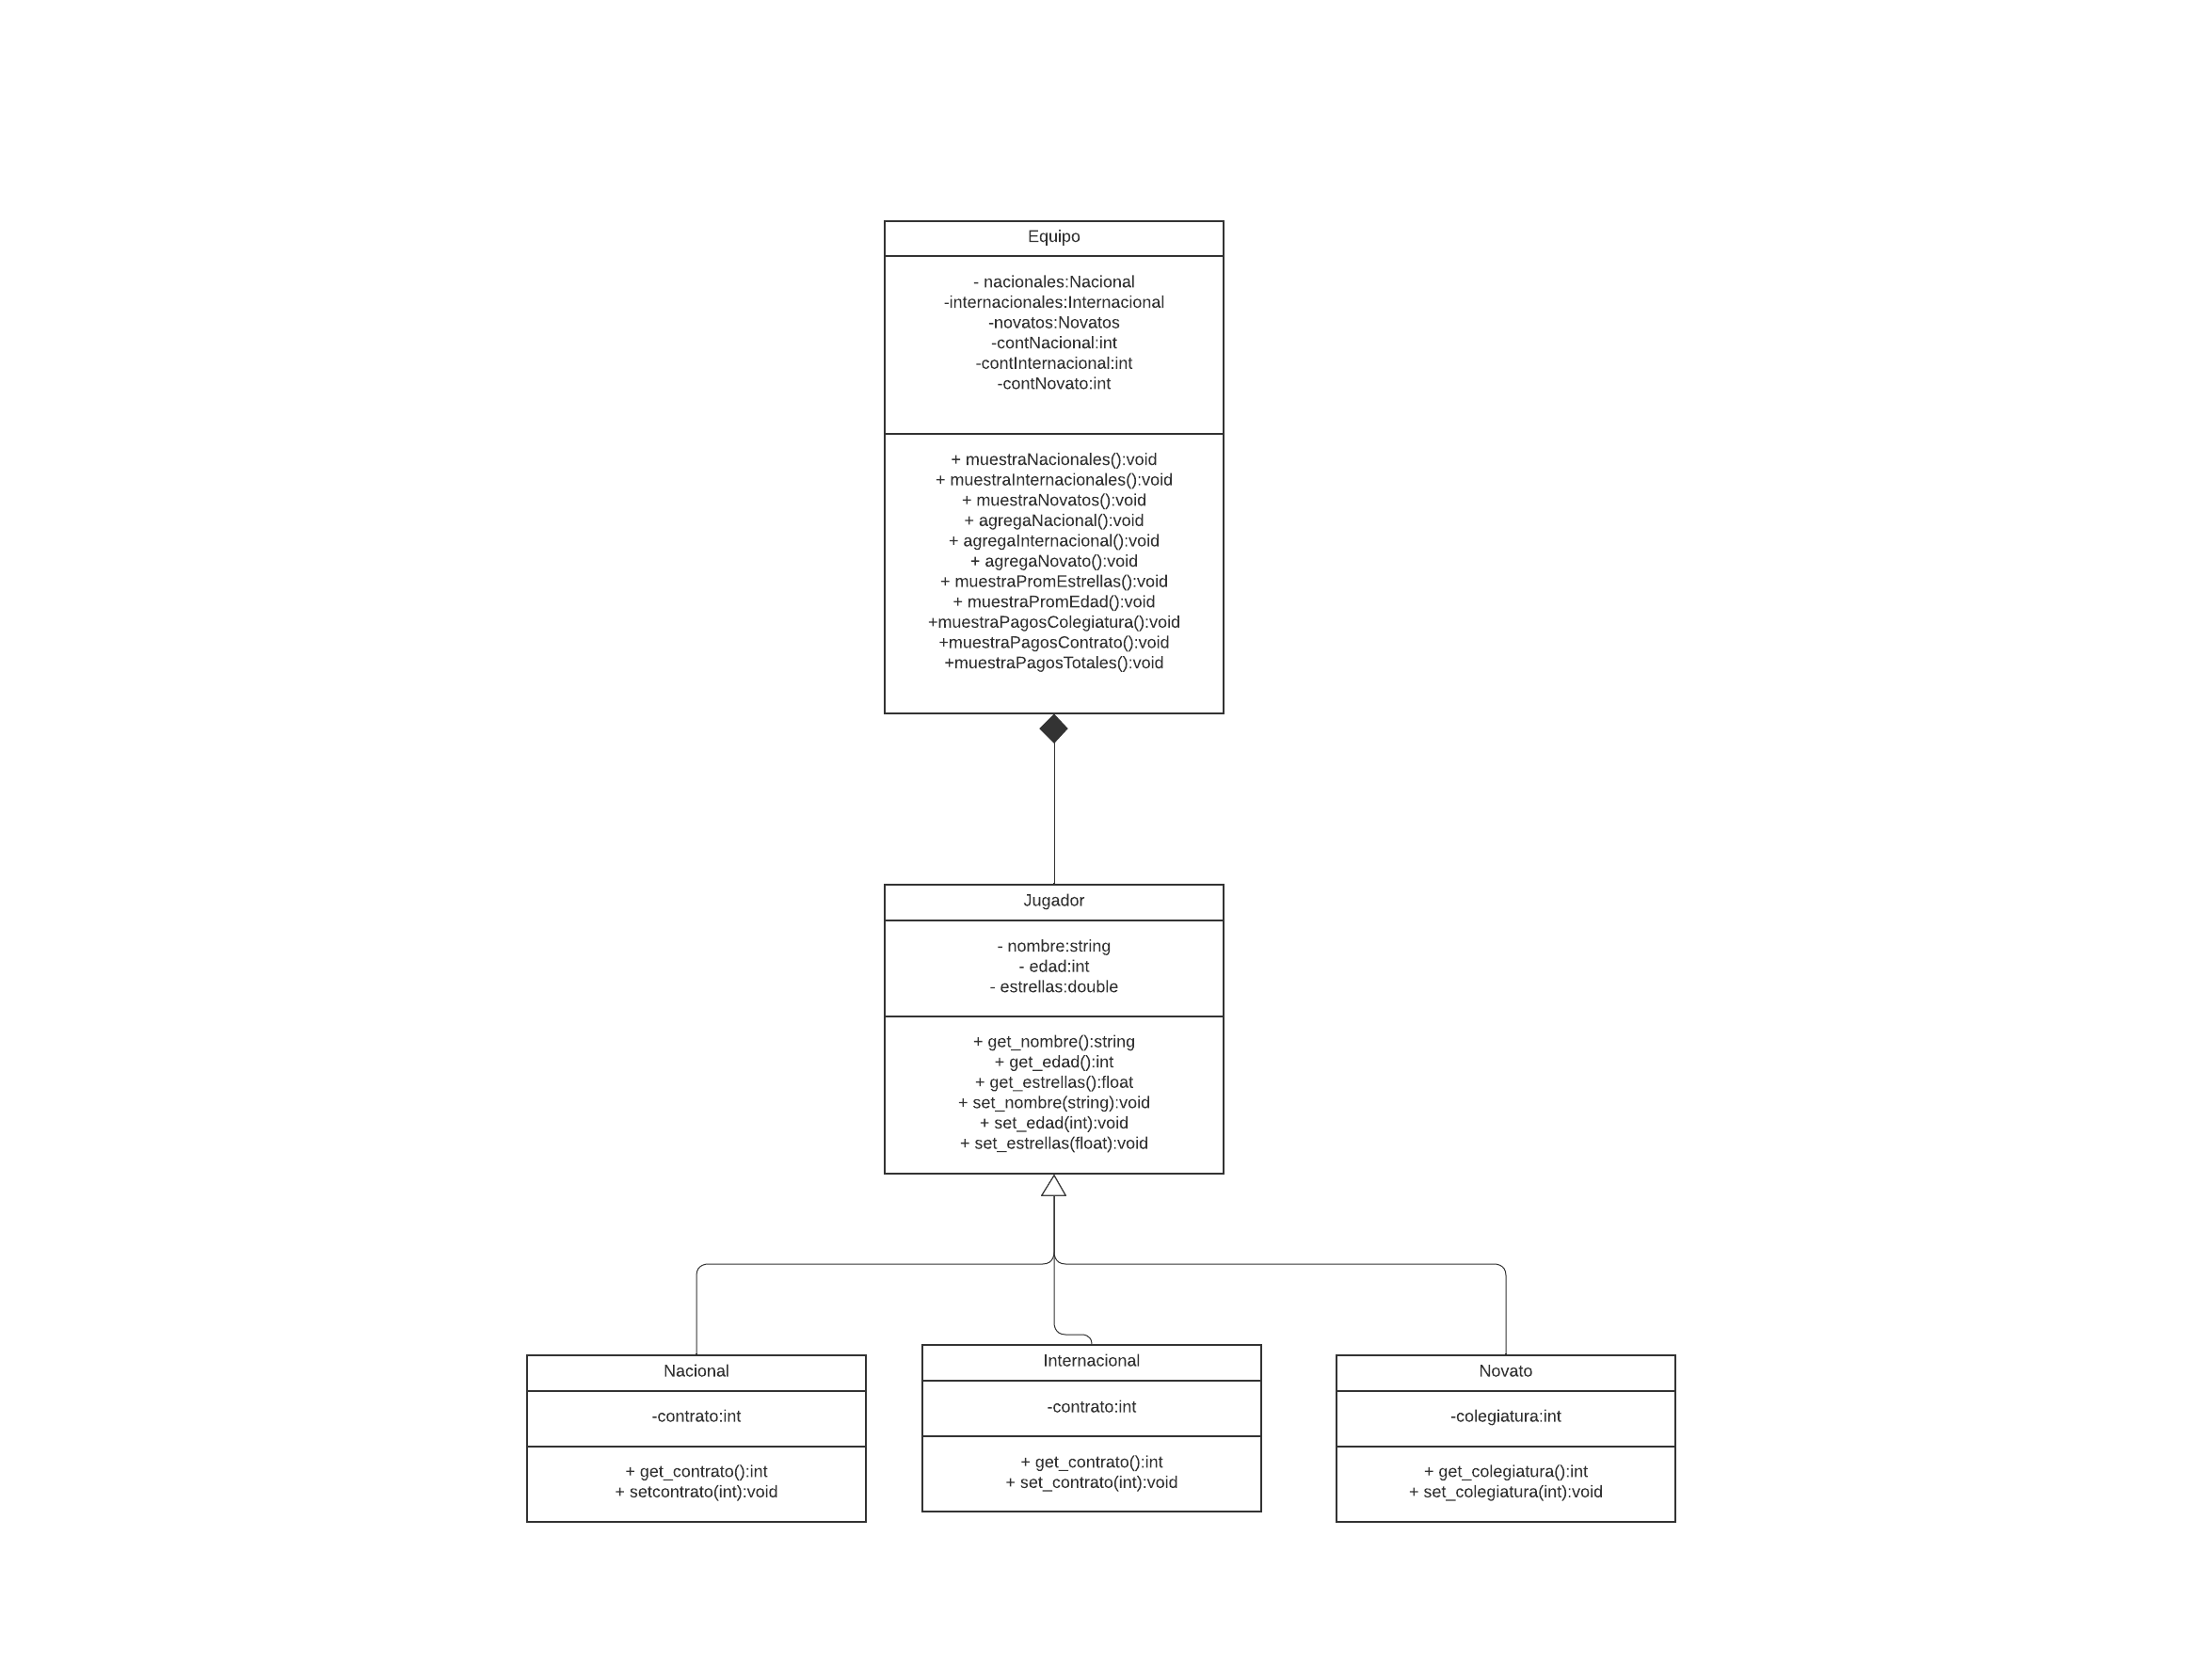 Equipo
- nacionales:Nacional
-internacionales:Internacional
-novatos:Novatos
-contNacional:int
-contInternacional:int
-contNovato:int
+ muestraNacionales():void
+ muestraInternacionales():void
+ muestraNovatos():void
+ agregaNacional():void
+ agregaInternacional():void
+ agregaNovato():void
+ muestraPromEstrellas():void
+ muestraPromEdad():void
+muestraPagosColegiatura():void
+muestraPagosContrato():void
+muestraPagosTotales():void
Jugador
- nombre:string
- edad:int
- estrellas:double
+ get_nombre():string
+ get_edad():int
+ get_estrellas():float
+ set_nombre(string):void
+ set_edad(int):void
+ set_estrellas(float):void
Nacional
-contrato:int
+ get_contrato():int
+ setcontrato(int):void
Internacional
-contrato:int
+ get_contrato():int
+ set_contrato(int):void
Novato
-colegiatura:int
+ get_colegiatura():int
+ set_colegiatura(int):void